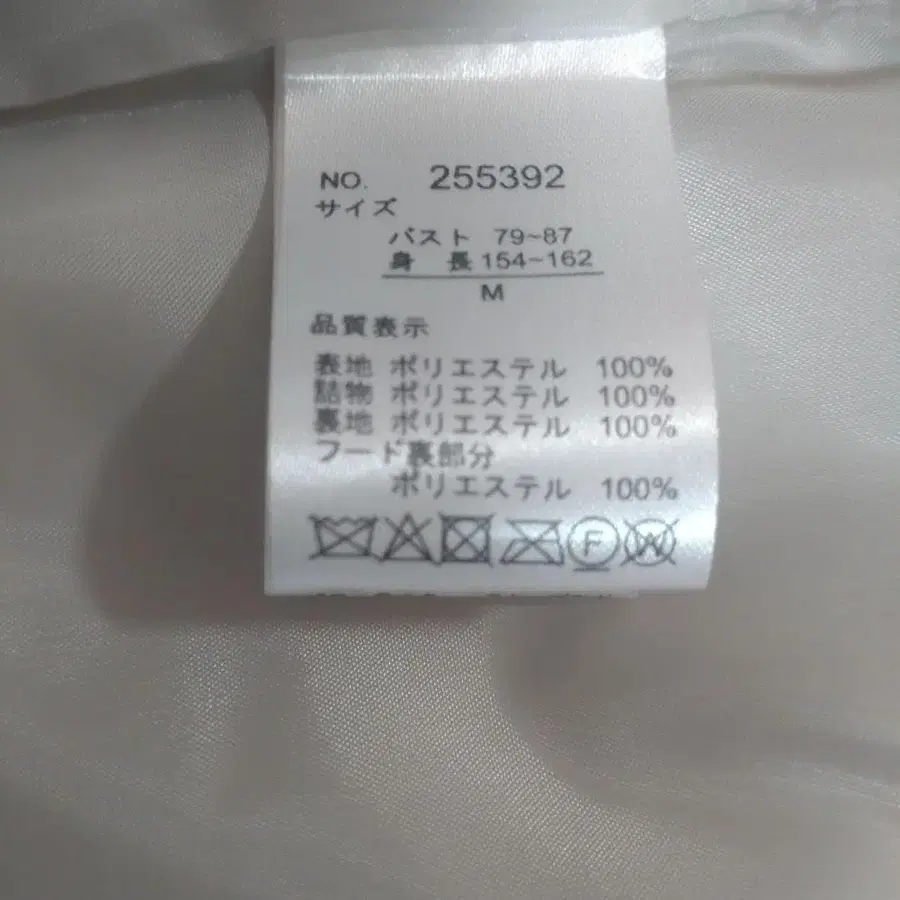 NO. 255392
サイズ
バスト 79~87
身 長 154~162
M
品質表示
表地 ポリエステル 100%
詰物 ポリエステル 100%
裏地 ポリエステル 100%
フード裏部分
ポリエステル 100%
F W